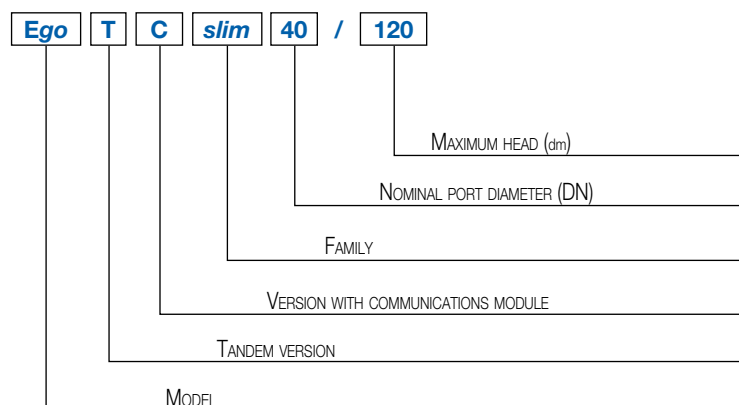 Ego T C slim 40 / 120
MAXIMUM HEAD (dm)
NOMINAL PORT DIAMETER (DN)
FAMILY
VERSION WITH COMMUNICATIONS MODULE
TANDEM VERSION
MODEL